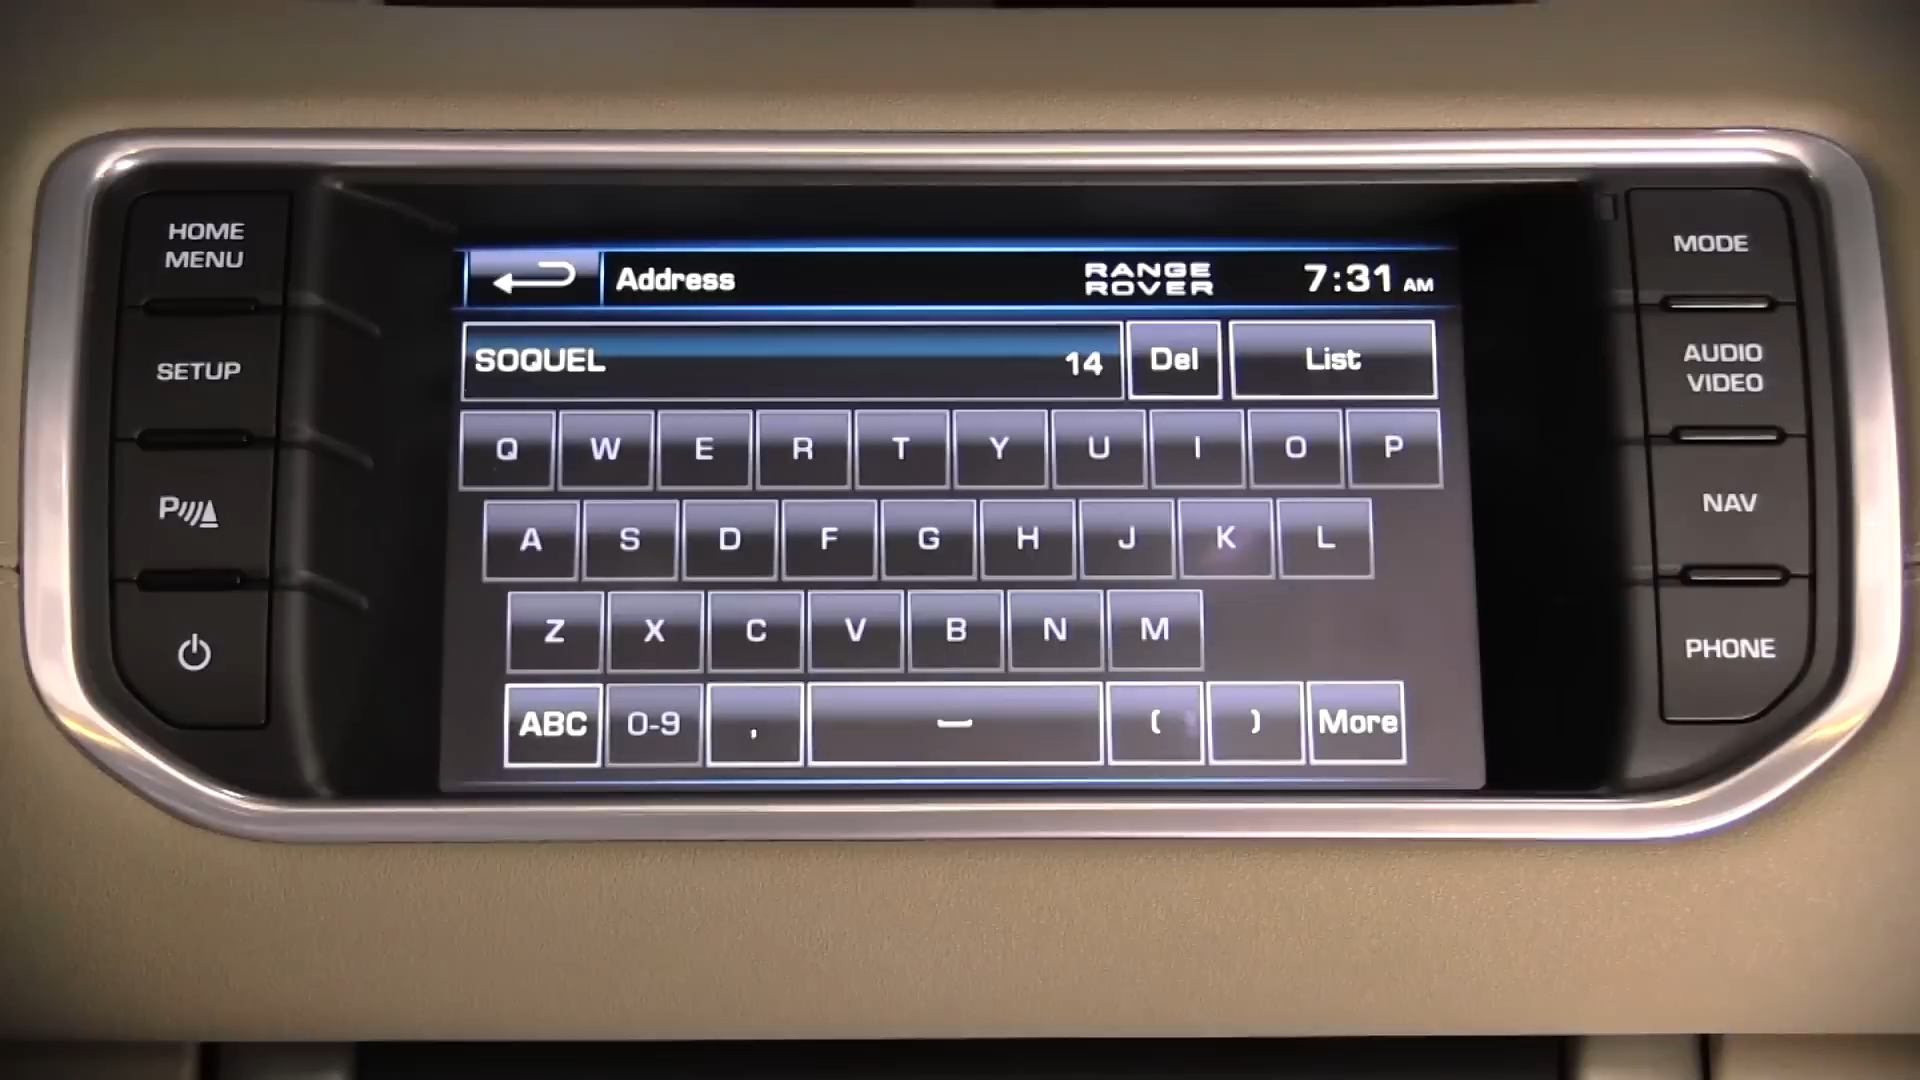 HOME
MENU
SETUP
P
Address
RANGE
ROVER
7:31 AM
SOQUEL
14
Del
List
Q W E R T Y U I O P
A S D F G H J K L
Z X C V B N M
ABC 0-9 , ( ) More
MODE
AUDIO
VIDEO
NAV
PHONE